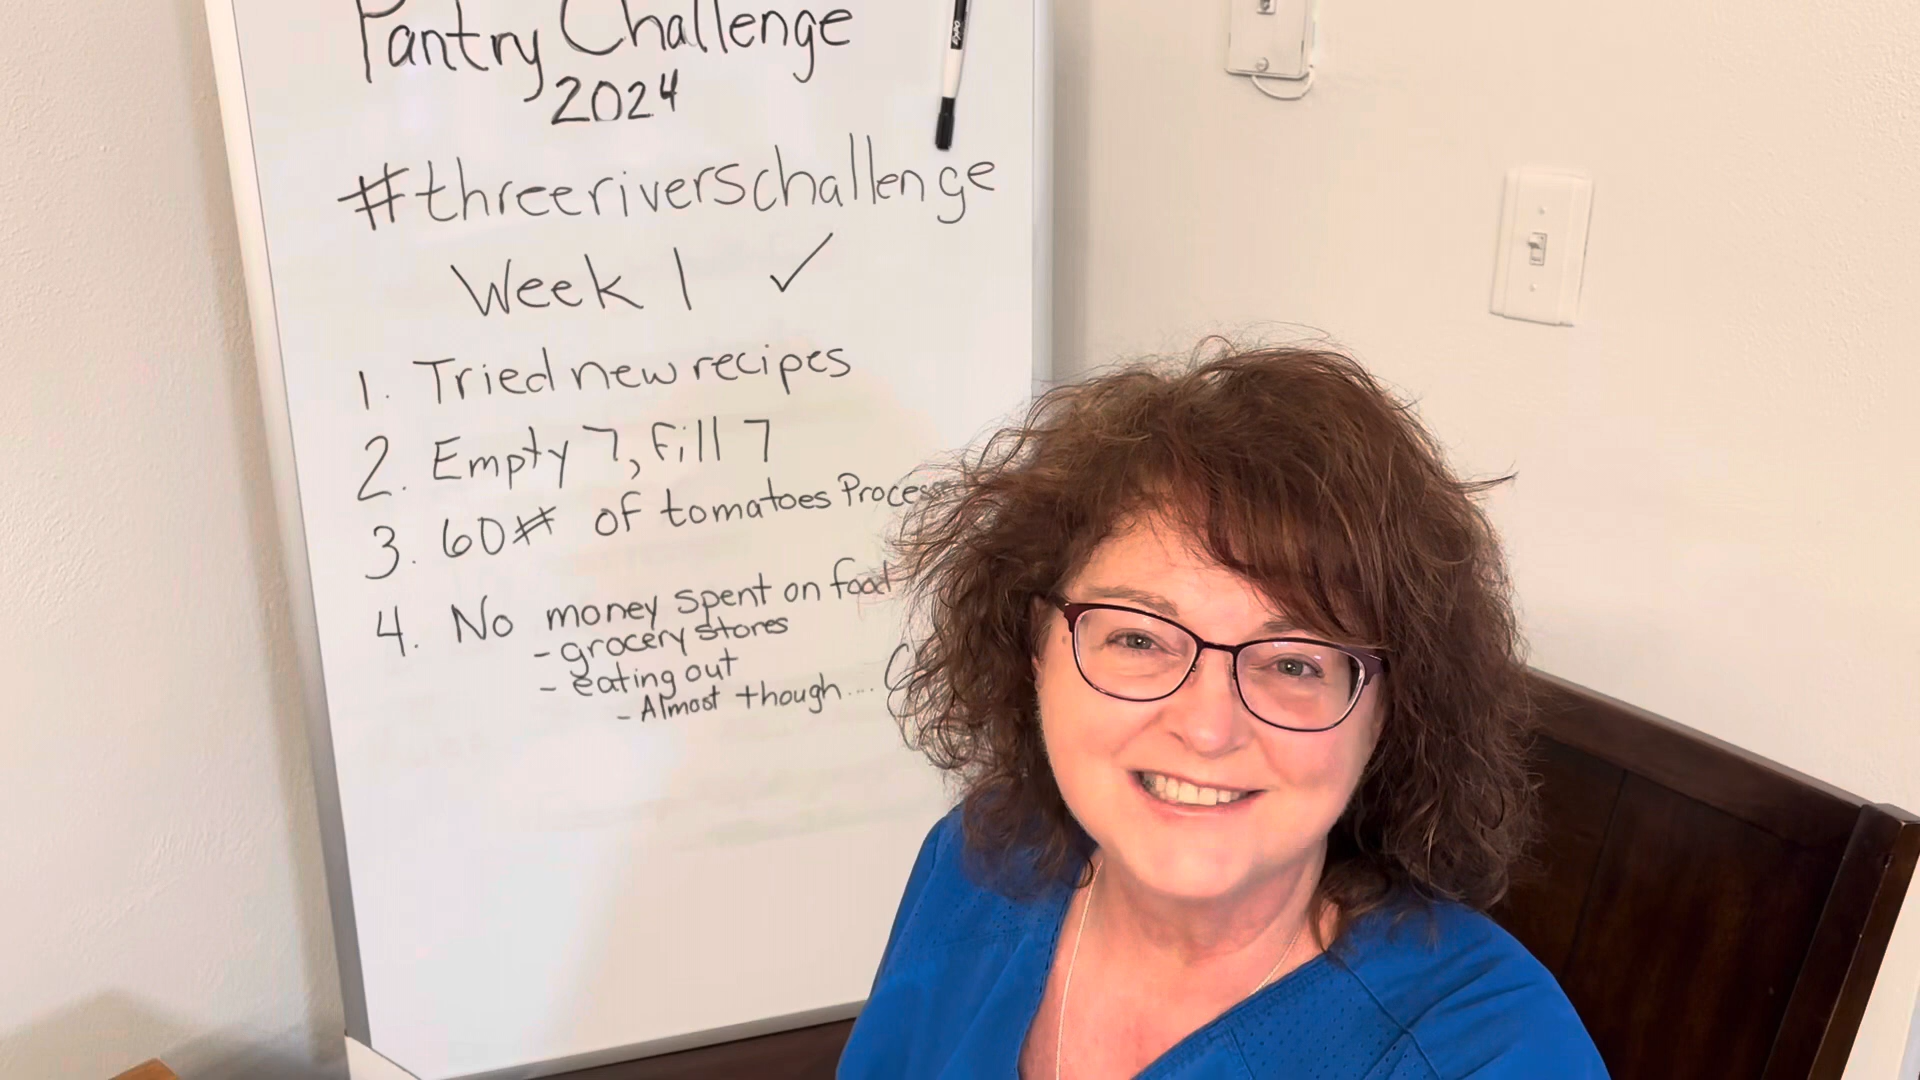 Pantry Challenge
2024
#threeriverschallenge
Week 1 ✓
1. Tried new recipes
2. Empty 7, Fill 7
3. 60# of tomatoes
4. No money spent on food
- grocery stores
- eating out
- Almost though....